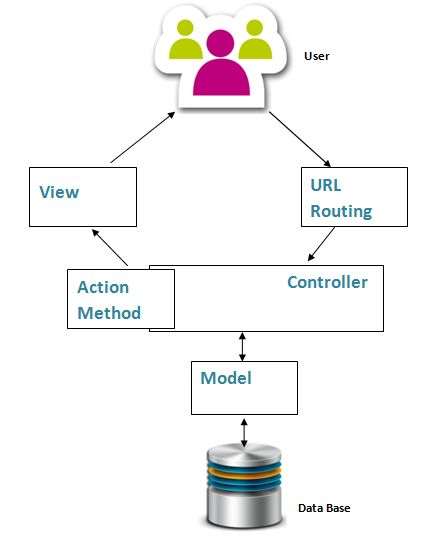 User
View
URL
Routing
Controller
Action
Method
Model
Data Base